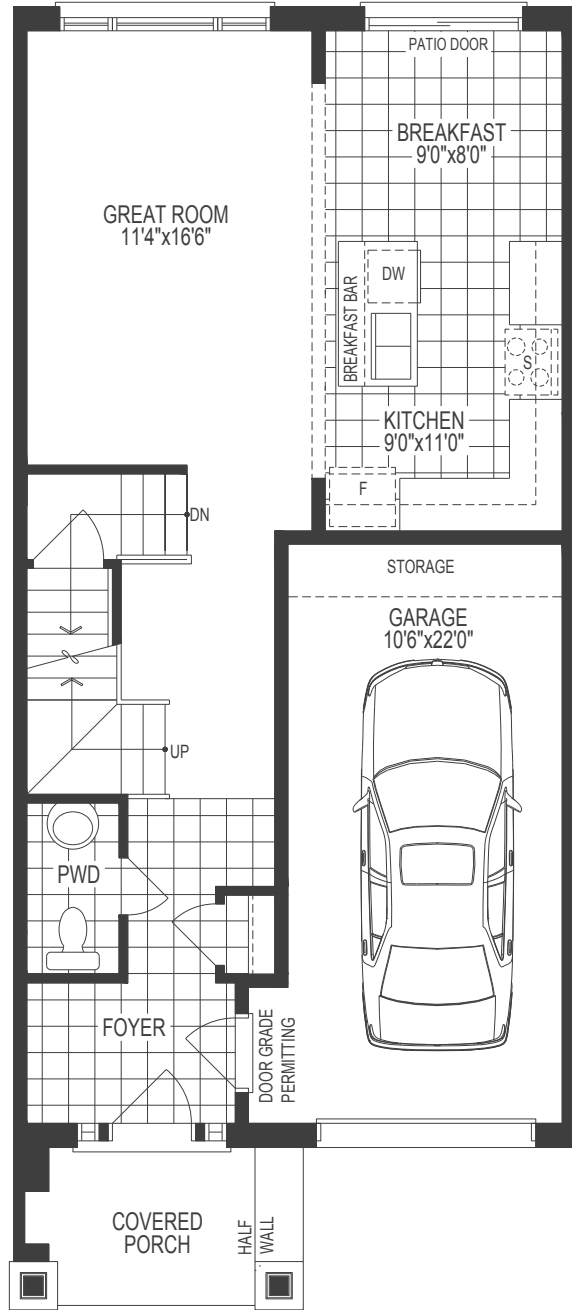 PATIO DOOR
BREAKFAST
9'0"x8'0"
GREAT ROOM
11'4"x16'6"
BREAKFAST BAR
DW
S
KITCHEN
9'0"x11'0"
F
DN
STORAGE
GARAGE
10'6"x22'0"
UP
PWD
FOYER
DOOR GRADE
PERMITTING
COVERED
PORCH
HALF
WALL